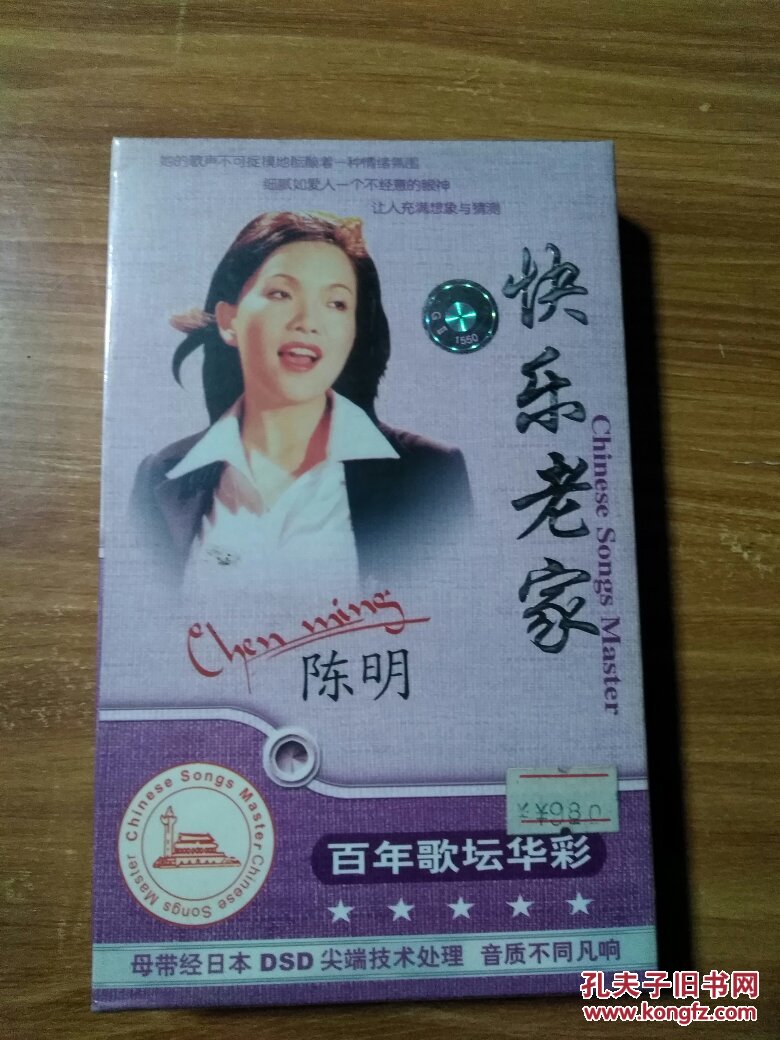 她的歌声不可捉摸地酝酿着一种情绪氛围
细腻如爱人一个不经意的眼神
让人充满想象与猜测
快乐老家
Chinese Songs Master
G II 1550
Chen ming
陈明
Chinese Songs Master Chinese Songs Master
¥¥9.80
百年歌坛华彩
母带经日本 DSD 尖端技术处理 音质不同凡响
孔夫子旧书网
www.kongfz.com